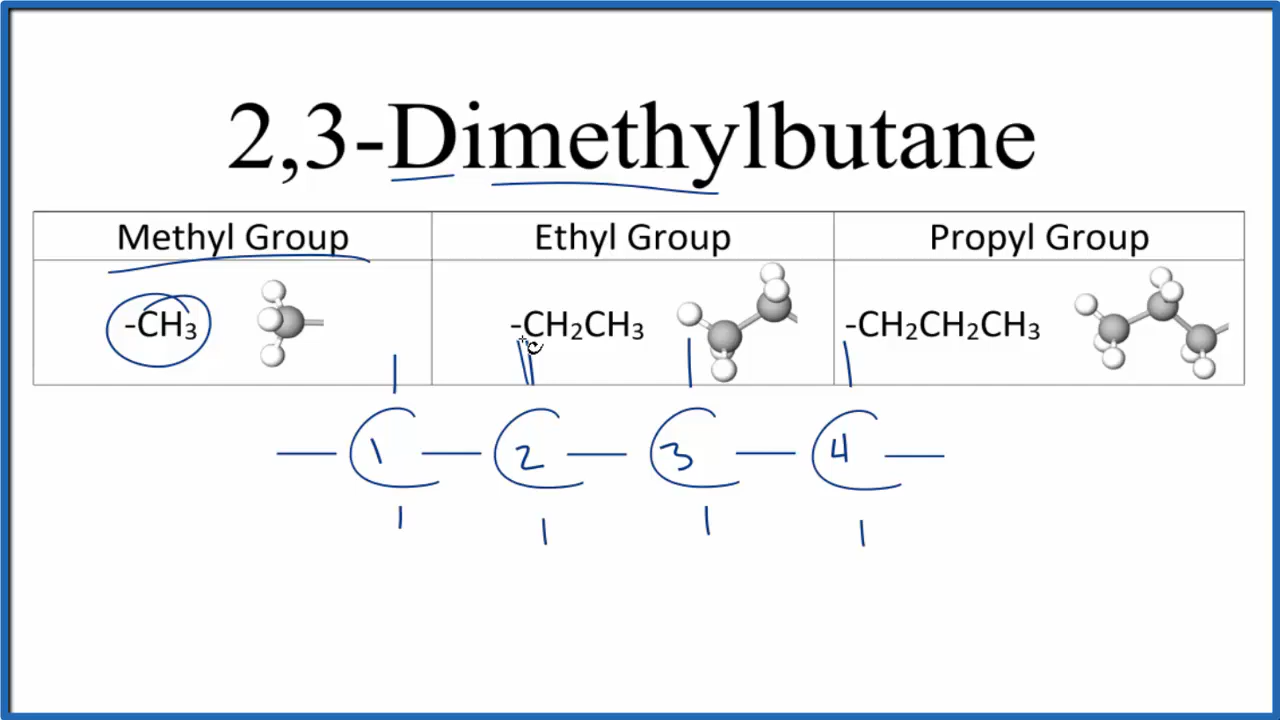 2,3-Dimethylbutane
Methyl Group Ethyl Group Propyl Group
-CH₃ -CH₂CH₃ -CH₂CH₂CH₃
1 2 3 4